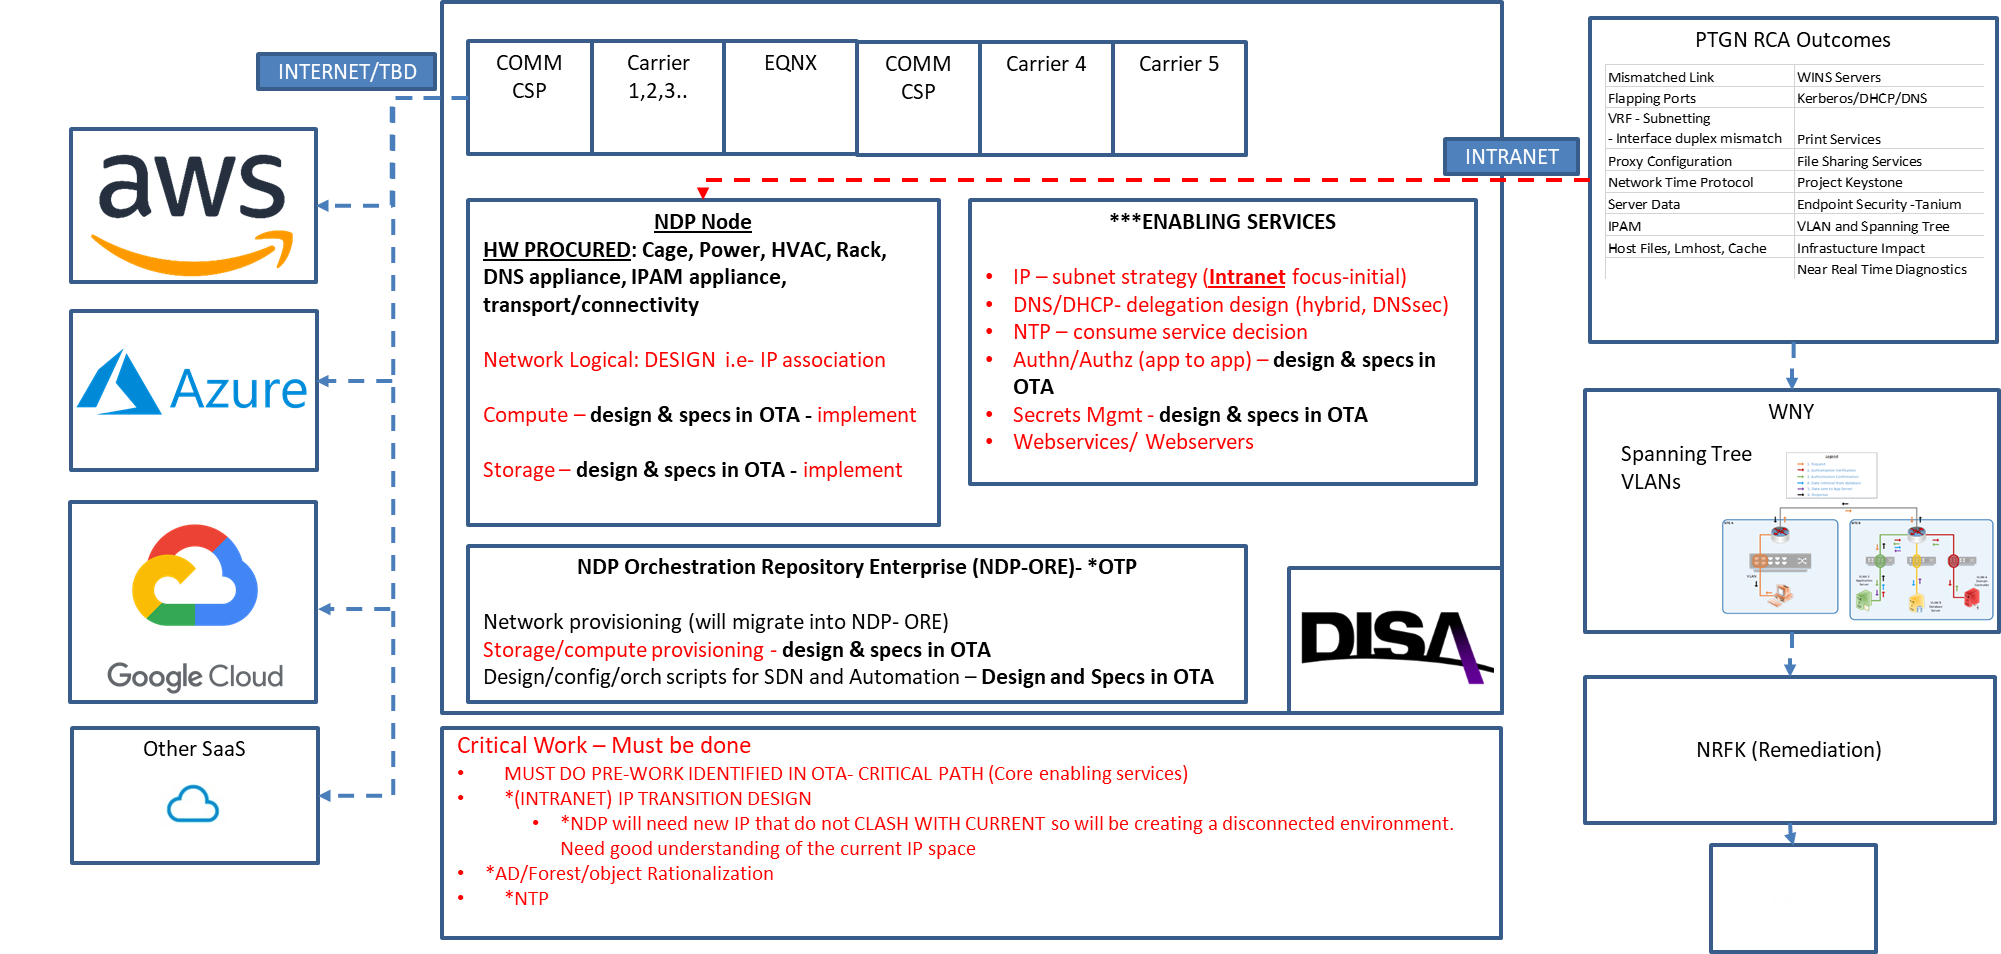 INTERNET/TBD
aws
Azure
Google Cloud
Other SaaS
COMM
CSP
Carrier
1,2,3..
EQNX
COMM
CSP
Carrier 4
Carrier 5
INTRANET
NDP Node
HW PROCURED: Cage, Power, HVAC, Rack,
DNS appliance, IPAM appliance,
transport/connectivity
Network Logical: DESIGN i.e- IP association
Compute – design & specs in OTA - implement
Storage – design & specs in OTA - implement
***ENABLING SERVICES
• IP – subnet strategy (Intranet focus-initial)
• DNS/DHCP- delegation design (hybrid, DNSsec)
• NTP – consume service decision
• Authn/Authz (app to app) – design & specs in
OTA
• Secrets Mgmt - design & specs in OTA
• Webservices/ Webservers
NDP Orchestration Repository Enterprise (NDP-ORE)- *OTP
Network provisioning (will migrate into NDP- ORE)
Storage/compute provisioning - design & specs in OTA
Design/config/orch scripts for SDN and Automation – Design and Specs in OTA
DISA
Critical Work – Must be done
• MUST DO PRE-WORK IDENTIFIED IN OTA- CRITICAL PATH (Core enabling services)
• *(INTRANET) IP TRANSITION DESIGN
• *NDP will need new IP that do not CLASH WITH CURRENT so will be creating a disconnected environment.
Need good understanding of the current IP space
• *AD/Forest/object Rationalization
• *NTP
PTGN RCA Outcomes
Mismatched Link
WINS Servers
Flapping Ports
Kerberos/DHCP/DNS
VRF - Subnetting
- Interface duplex mismatch
Print Services
Proxy Configuration
File Sharing Services
Network Time Protocol
Project Keystone
Server Data
Endpoint Security -Tanium
IPAM
VLAN and Spanning Tree
Host Files, Lmhost, Cache
Infrastucture Impact
Near Real Time Diagnostics
WNY
Spanning Tree
VLANs
Legend
NRFK (Remediation)